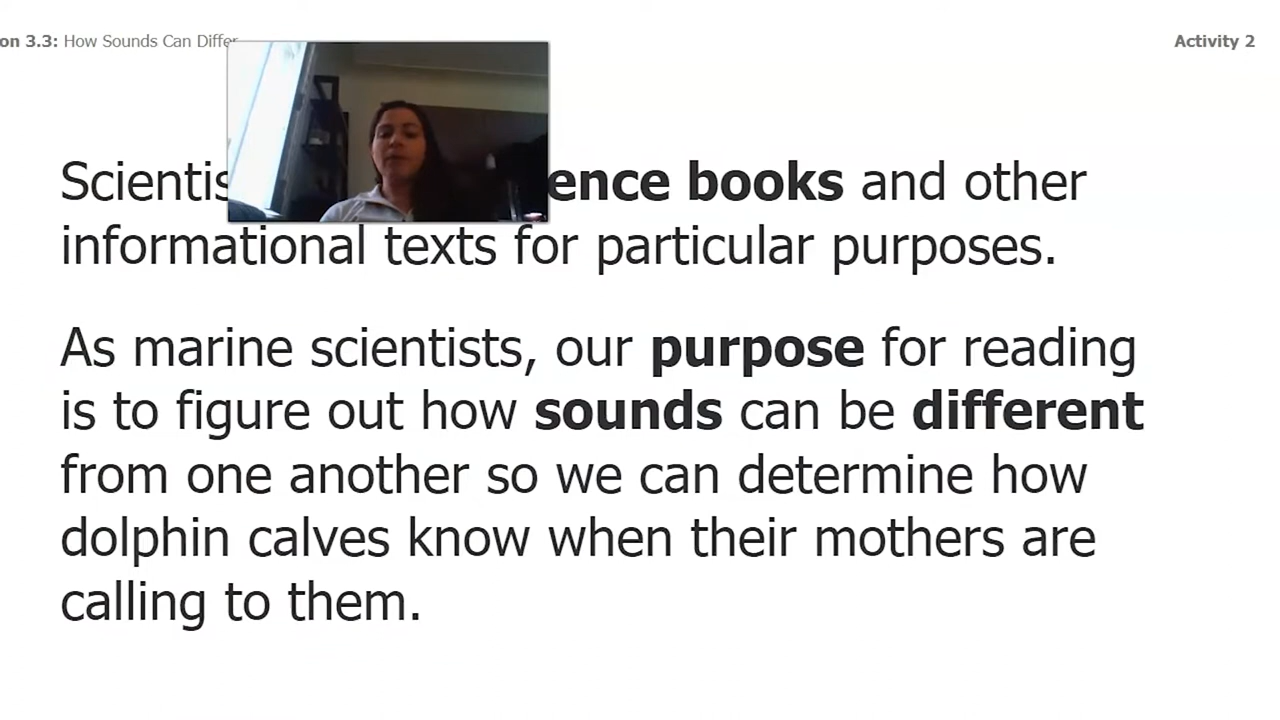 on 3.3: How Sounds Can Differ
Activity 2
Scientis ence books and other
informational texts for particular purposes.
As marine scientists, our purpose for reading
is to figure out how sounds can be different
from one another so we can determine how
dolphin calves know when their mothers are
calling to them.